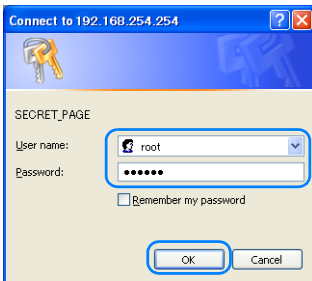 Connect to 192.168.254.254
SECRET_PAGE
User name: root
Password: ••••••
Remember my password
OK Cancel